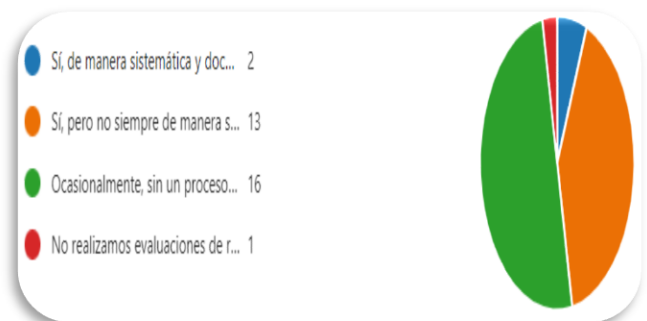 Sí, de manera sistemática y doc... 2
Sí, pero no siempre de manera s... 13
Ocasionalmente, sin un proceso... 16
No realizamos evaluaciones de r... 1